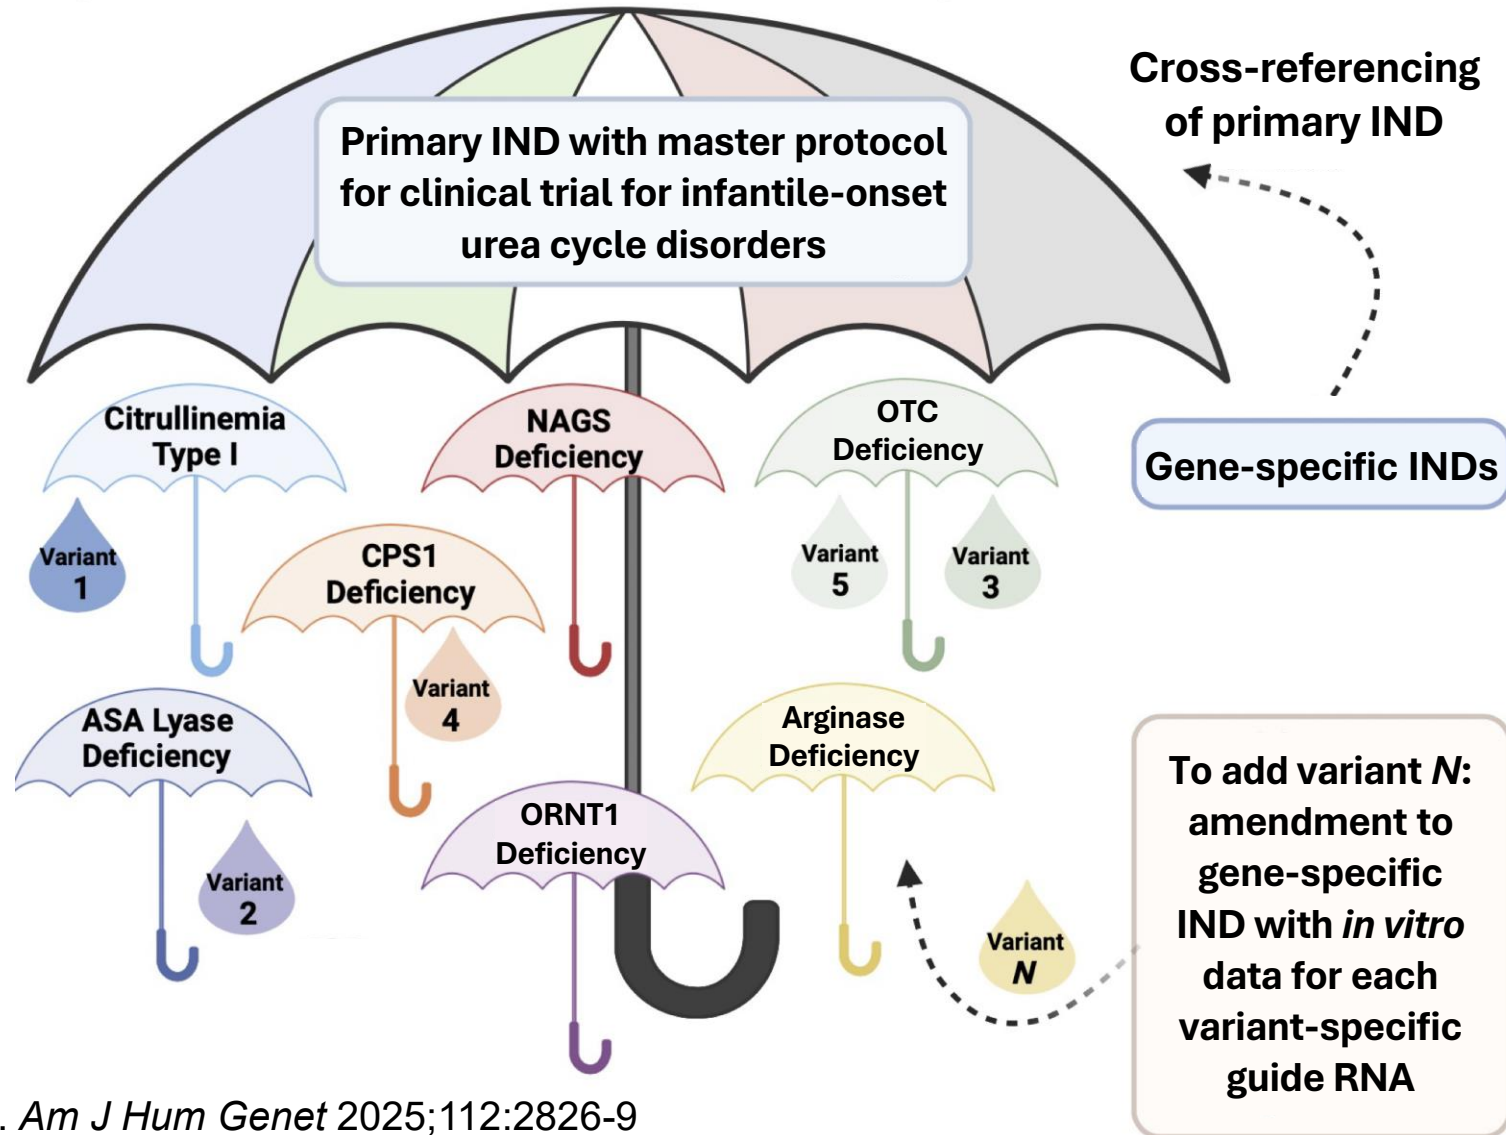 Primary IND with master protocol
for clinical trial for infantile-onset
urea cycle disorders
Cross-referencing
of primary IND
Gene-specific INDs
Citrullinemia
Type I
Variant
1
NAGS
Deficiency
OTC
Deficiency
Variant
5
Variant
3
CPS1
Deficiency
Variant
4
ASA Lyase
Deficiency
Variant
2
ORNT1
Deficiency
Arginase
Deficiency
Variant
N
To add variant N:
amendment to
gene-specific
IND with in vitro
data for each
variant-specific
guide RNA
. Am J Hum Genet 2025;112:2826-9